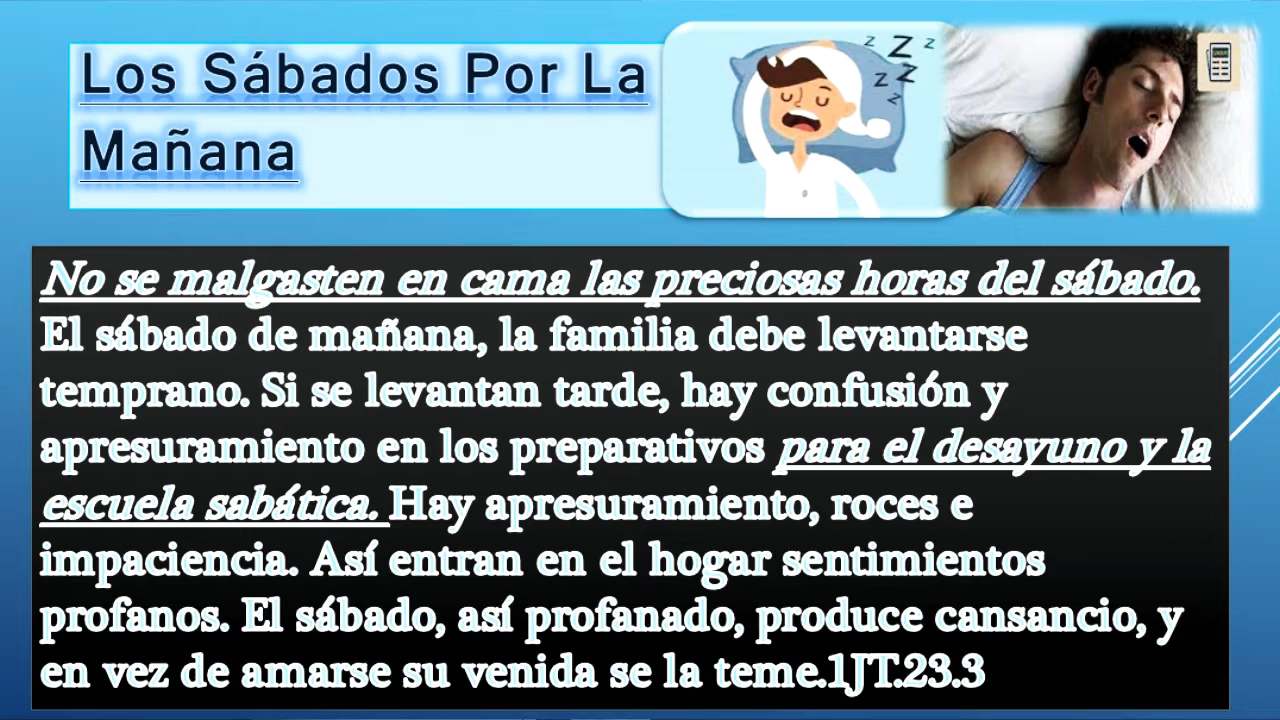 Los Sábados Por La
Mañana
Z Z Z
Z Z
Z
No se malgasten en cama las preciosas horas del sábado.
El sábado de mañana, la familia debe levantarse
temprano. Si se levantan tarde, hay confusión y
apresuramiento en los preparativos para el desayuno y la
escuela sabática. Hay apresuramiento, roces e
impaciencia. Así entran en el hogar sentimientos
profanos. El sábado, así profanado, produce cansancio, y
en vez de amarse su venida se la teme.1JT.23.3